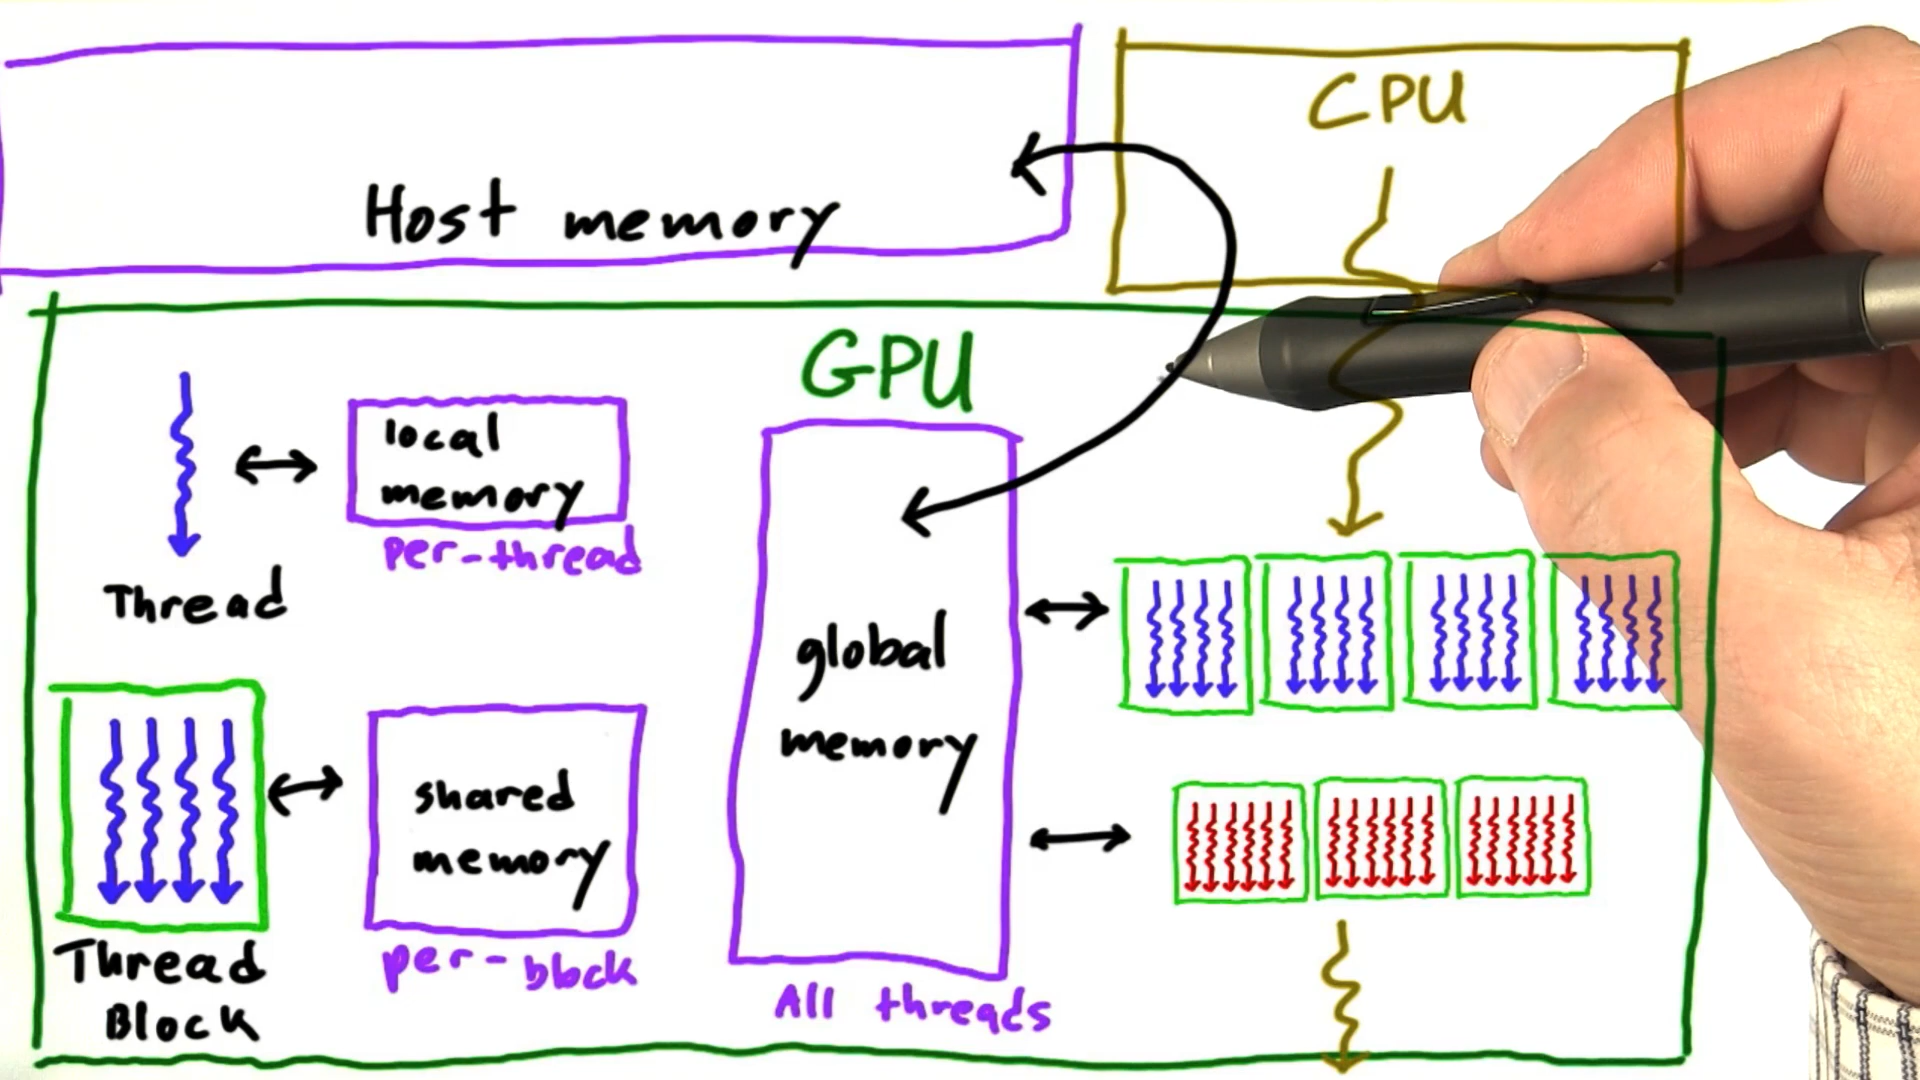 CPU
Host memory
GPU
local
memory
per-thread
Thread
global
memory
shared
memory
per-block
Thread
Block
All threads